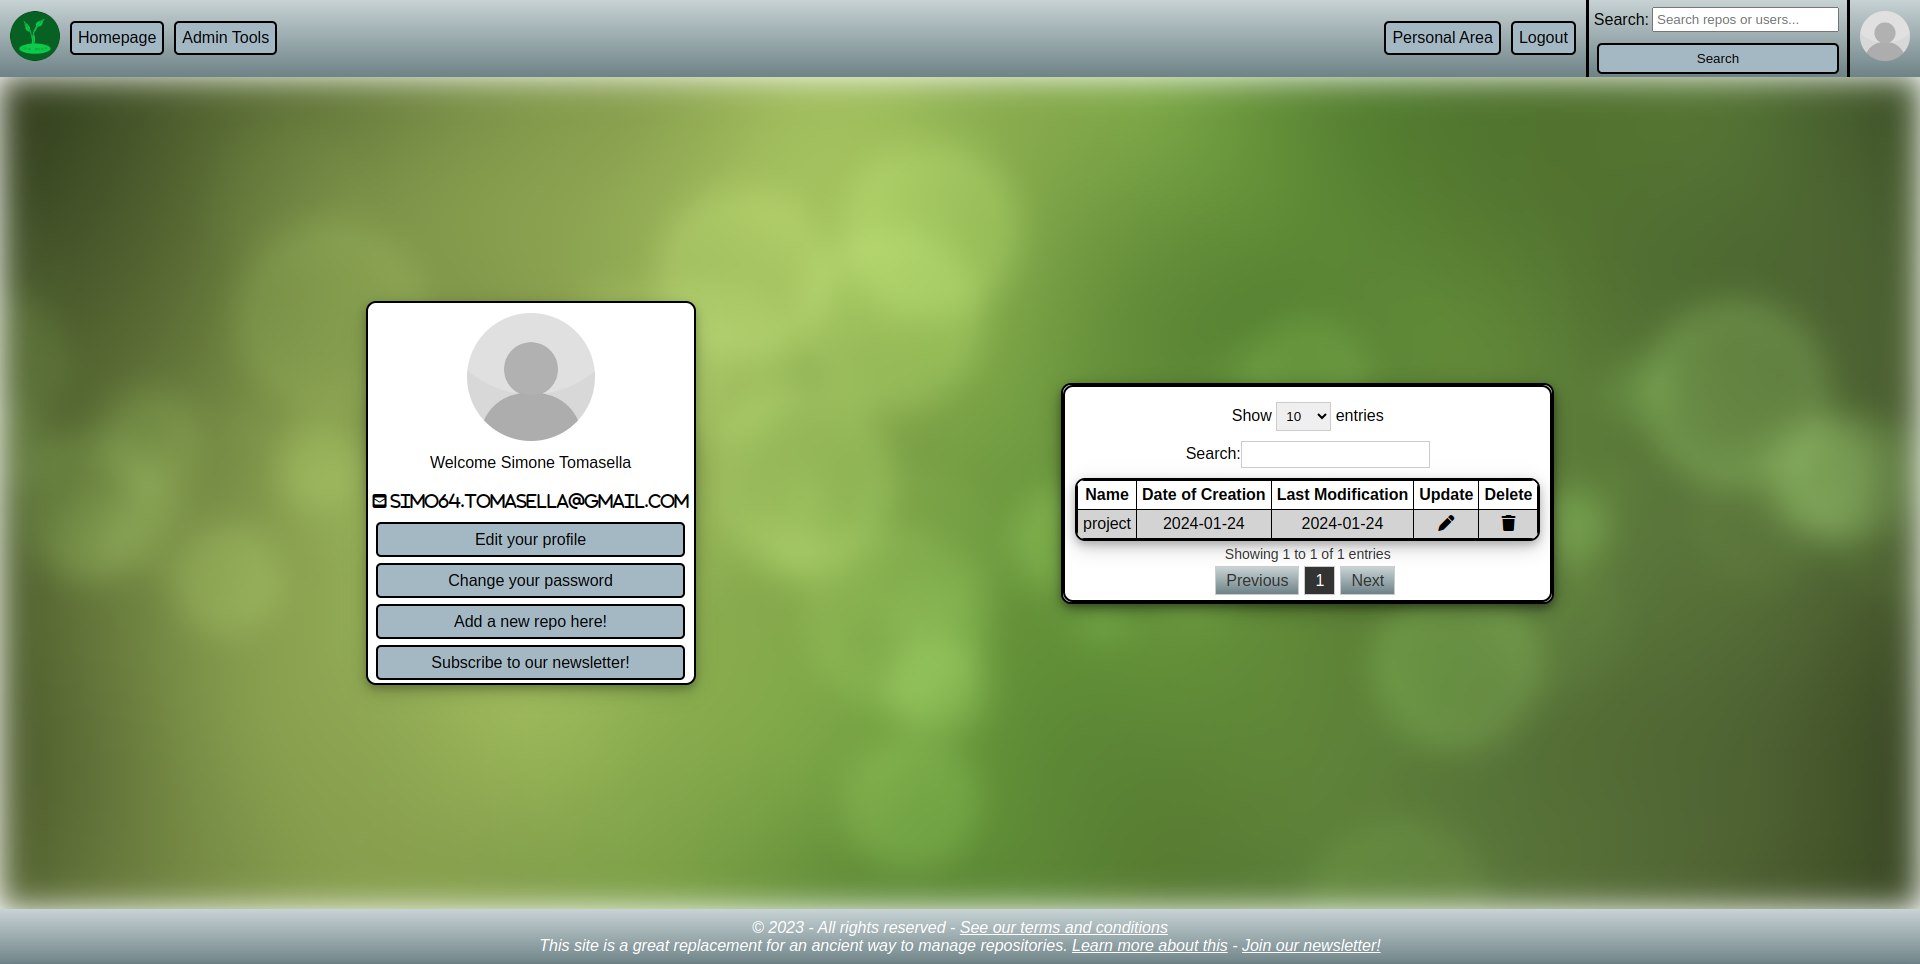 Homepage
Admin Tools
Personal Area
Logout
Search:
Search repos or users...
Search
Welcome Simone Tomasella
SIMO64.TOMASELLA@GMAIL.COM
Edit your profile
Change your password
Add a new repo here!
Subscribe to our newsletter!
Show 10 entries
Search:
Name Date of Creation Last Modification Update Delete
project 2024-01-24 2024-01-24
Showing 1 to 1 of 1 entries
Previous 1 Next
© 2023 - All rights reserved - See our terms and conditions
This site is a great replacement for an ancient way to manage repositories. Learn more about this - Join our newsletter!